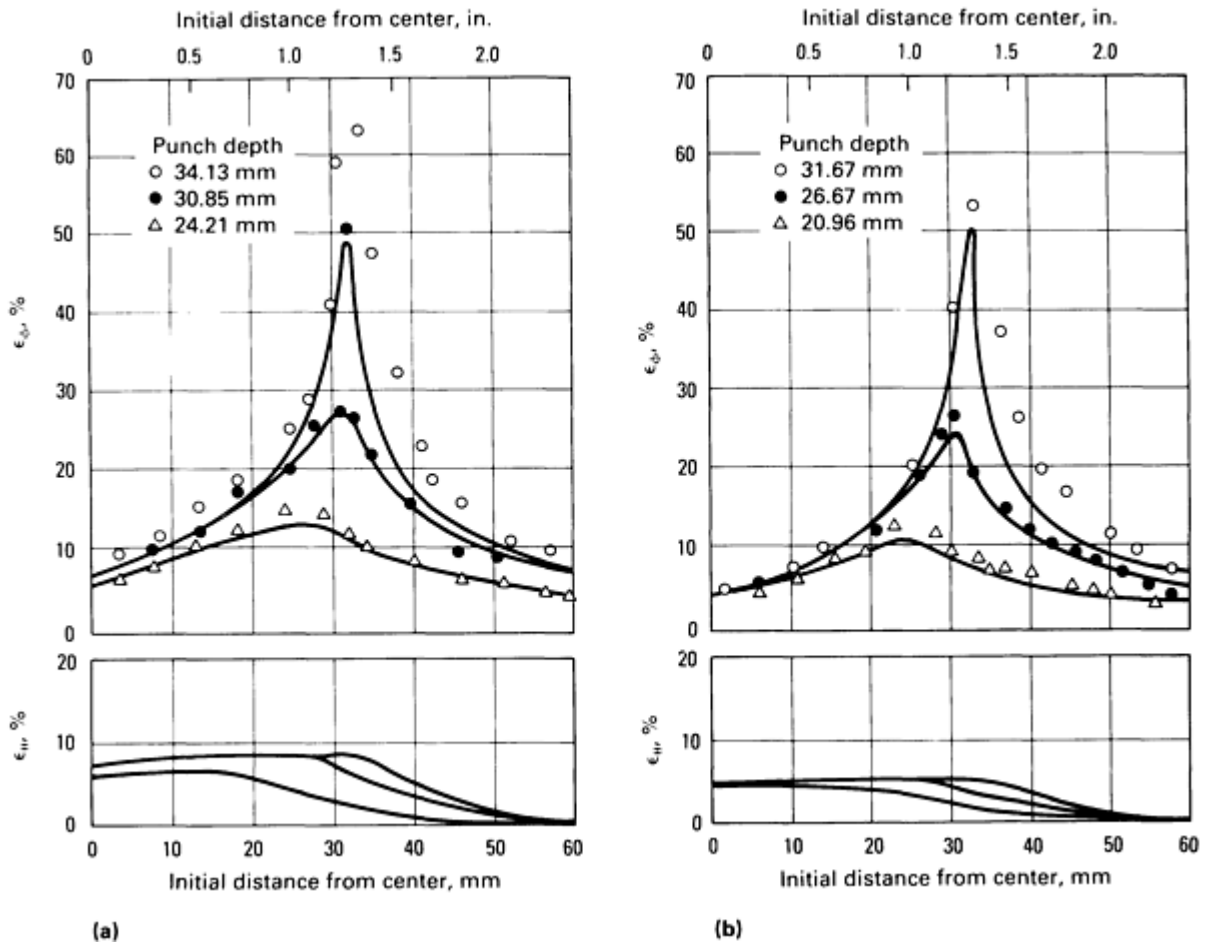 Initial distance from center, in.
0 0.5 1.0 1.5 2.0
70
60
50
40
30
20
10
0
Punch depth
○ 34.13 mm
● 30.85 mm
△ 24.21 mm
%
20
10
0
%
0 10 20 30 40 50 60
Initial distance from center, mm
(a)
Initial distance from center, in.
0 0.5 1.0 1.5 2.0
70
60
50
40
30
20
10
0
Punch depth
○ 31.67 mm
● 26.67 mm
△ 20.96 mm
%
20
10
0
%
0 10 20 30 40 50 60
Initial distance from center, mm
(b)